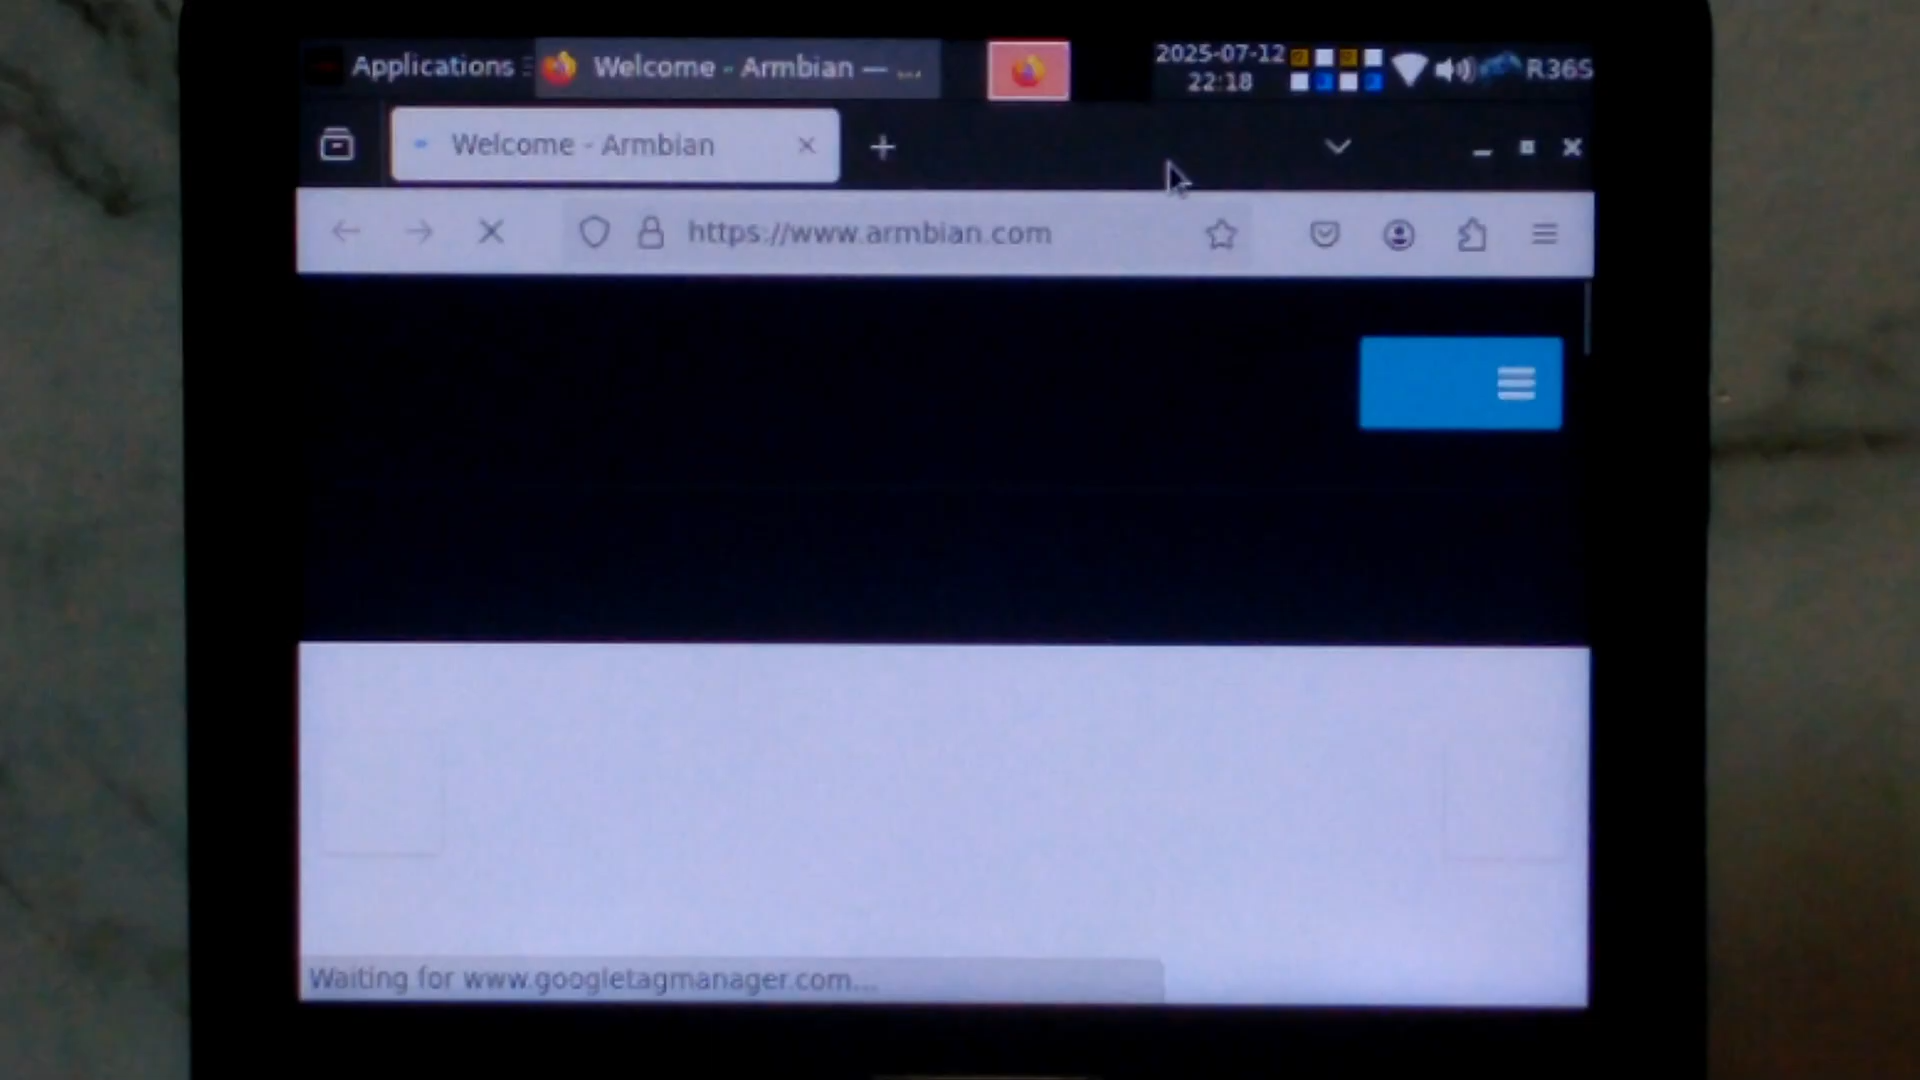 Applications
Welcome - Armbian — ...
2025-07-12
22:18
R36S
Welcome - Armbian
https://www.armbian.com
Waiting for www.googletagmanager.com...